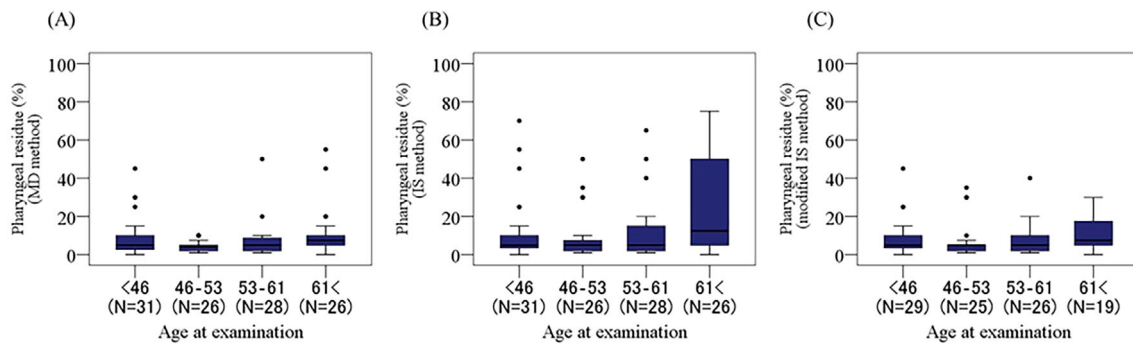 (A)
Pharyngeal residue (%)
(MD method)
100
80
60
40
20
0
<46
(N=31)
46-53
(N=26)
53-61
(N=28)
61<
(N=26)
Age at examination
(B)
Pharyngeal residue (%)
(IS method)
100
80
60
40
20
0
<46
(N=31)
46-53
(N=26)
53-61
(N=28)
61<
(N=26)
Age at examination
(C)
Pharyngeal residue (%)
(modified IS method)
100
80
60
40
20
0
<46
(N=29)
46-53
(N=25)
53-61
(N=26)
61<
(N=19)
Age at examination